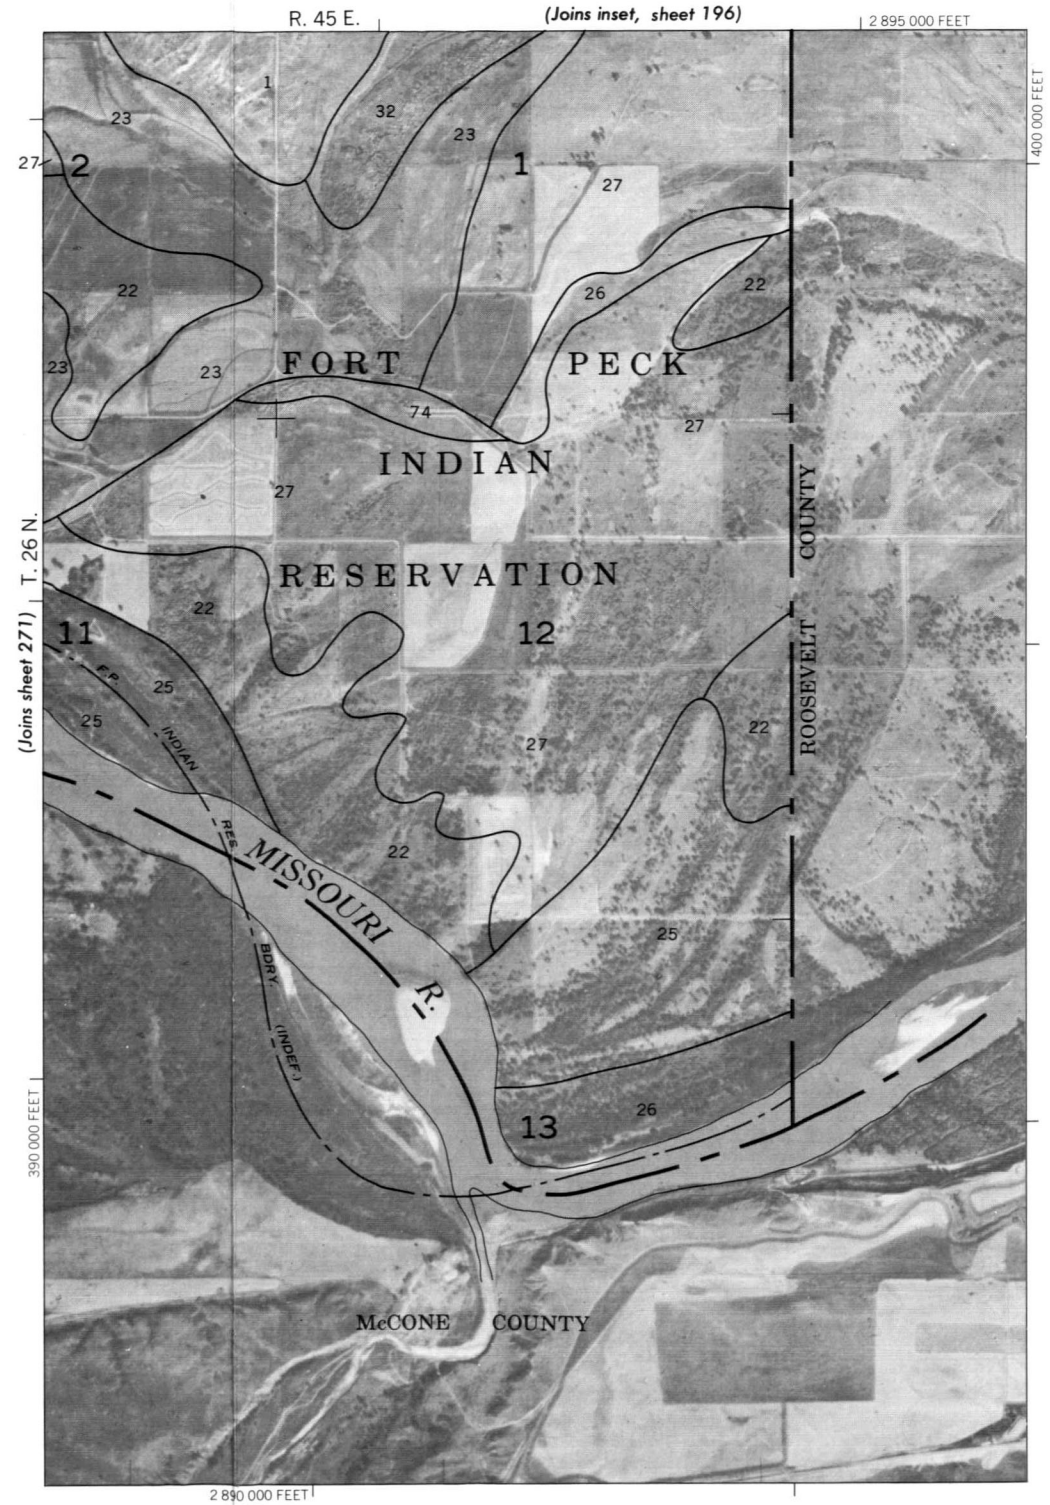 R. 45 E.
(Joins inset, sheet 196)
2 895 000 FEET
400 000 FEET
1
32
23
23
27
2
1
27
22
26
22
23
23
FORT PECK
74
27
INDIAN
27
COUNTY
T. 26 N.
RESERVATION
22
11
12
ROOSEVELT
(Joins sheet 271)
F.P.
25
25
INDIAN
27
22
RES.
MISSOURI
22
25
BDRY.
R.
(INDEF.)
390 000 FEET
26
13
McCONE COUNTY
2 890 000 FEET